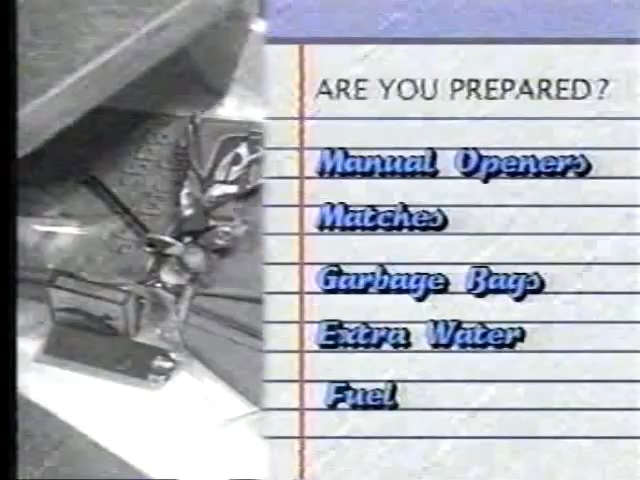 ARE YOU PREPARED?
Manual Openers
Matches
Garbage Bags
Extra Water
Fuel